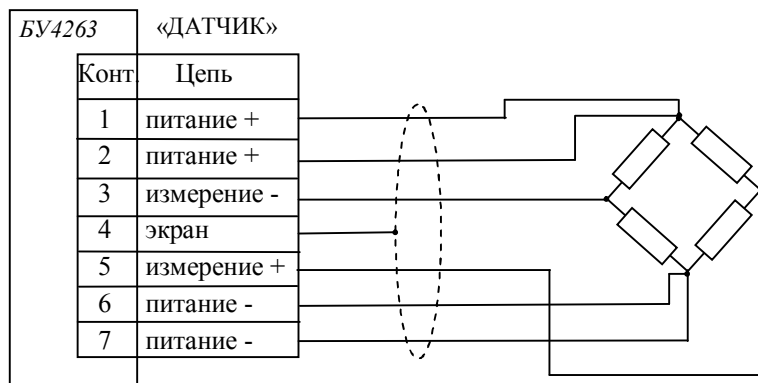 БУ4263 «ДАТЧИК»
Конт. Цепь
1 питание +
2 питание +
3 измерение -
4 экран
5 измерение +
6 питание -
7 питание -